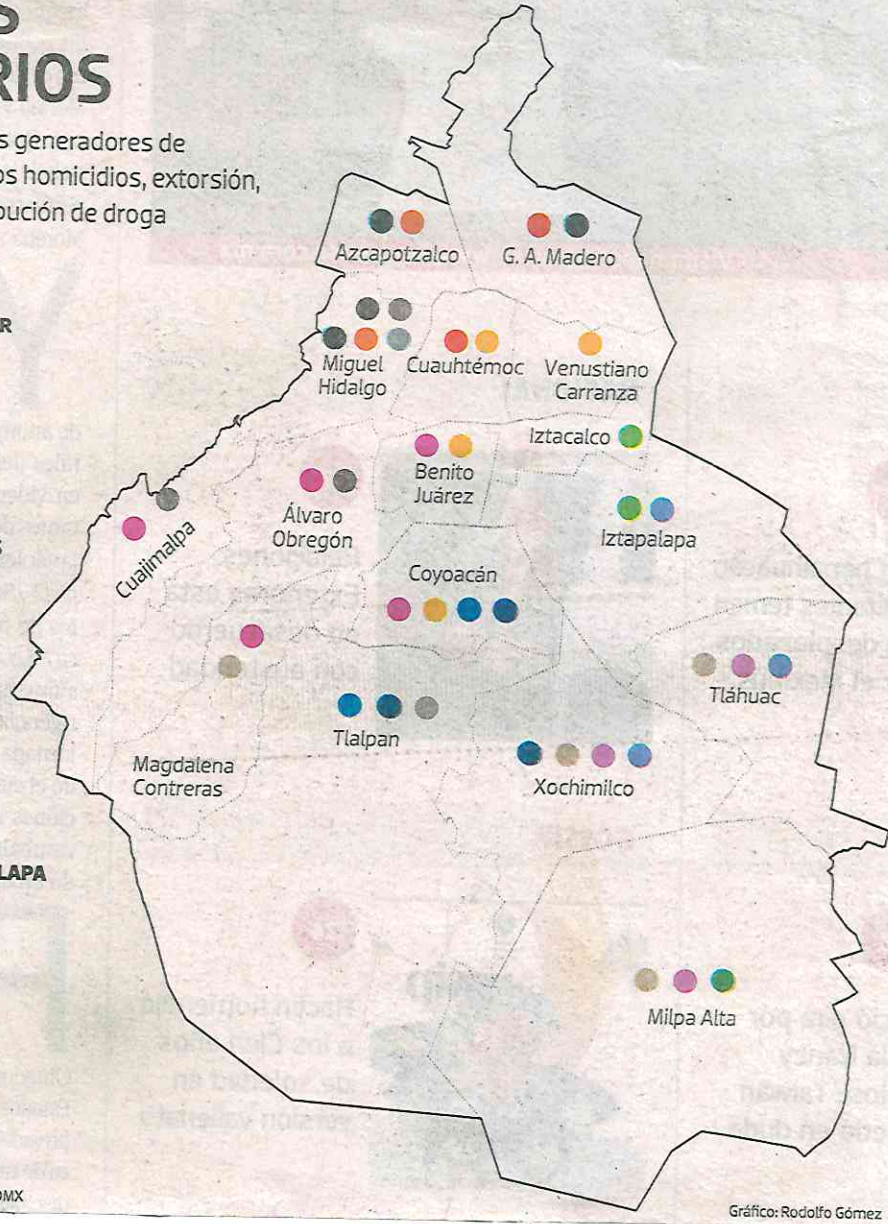 S
RIOS
s generadores de
os homicidios, extorsión,
bución de droga
R
Azcapotzalco
G. A. Madero
Miguel
Hidalgo
Cuauhtémoc
Venustiano
Carranza
Iztacalco
Benito
Juárez
Álvaro
Obregón
Iztapalapa
Cuajimalpa
Coyoacán
Tláhuac
Tlalpan
Magdalena
Contreras
Xochimilco
S
LAPA
Milpa Alta
DMX
Gráfico: Rodolfo Gómez